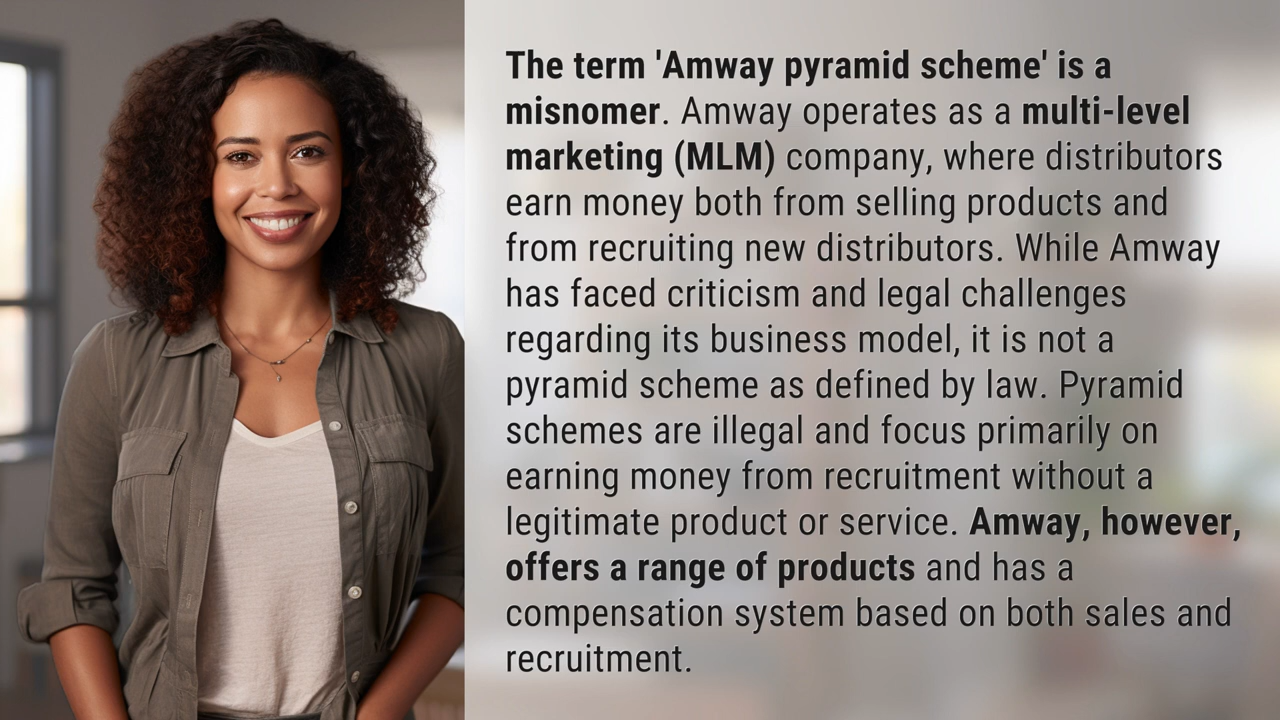 The term 'Amway pyramid scheme' is a
misnomer. Amway operates as a multi-level
marketing (MLM) company, where distributors
earn money both from selling products and
from recruiting new distributors. While Amway
has faced criticism and legal challenges
regarding its business model, it is not a
pyramid scheme as defined by law. Pyramid
schemes are illegal and focus primarily on
earning money from recruitment without a
legitimate product or service. Amway, however,
offers a range of products and has a
compensation system based on both sales and
recruitment.